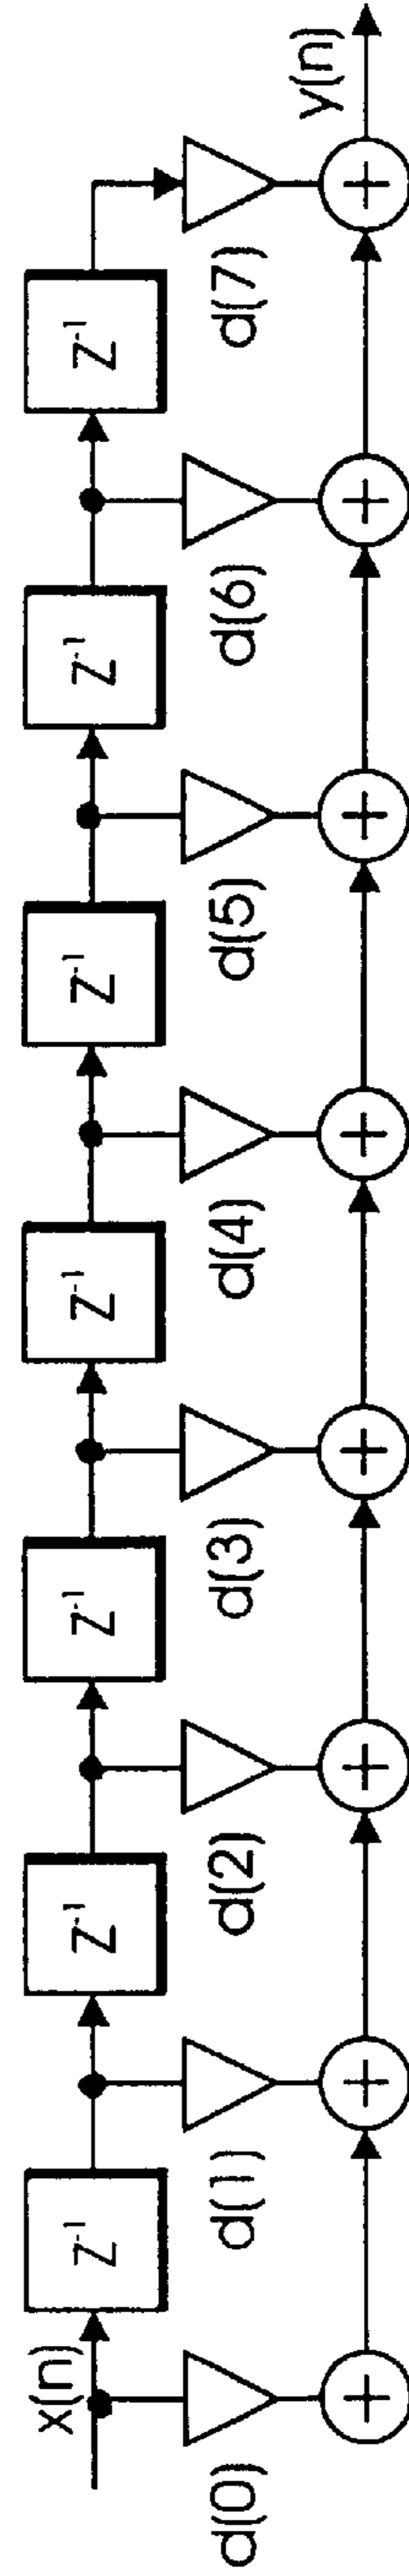 x(n)
Z⁻¹ Z⁻¹ Z⁻¹ Z⁻¹ Z⁻¹ Z⁻¹ Z⁻¹
d(0) d(1) d(2) d(3) d(4) d(5) d(6) d(7)
y(n)
+ + + + + + + +